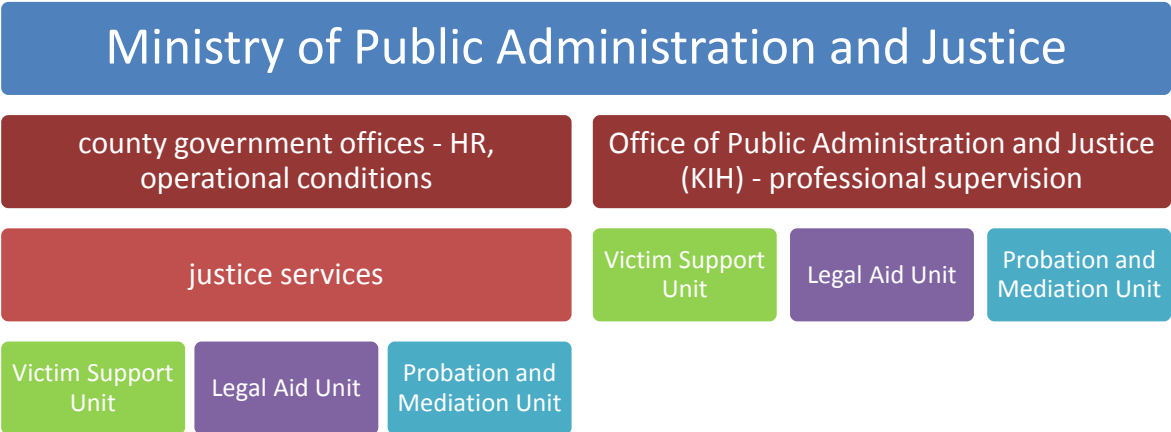 Ministry of Public Administration and Justice
county government offices - HR,
operational conditions
Office of Public Administration and Justice
(KIH) - professional supervision
justice services
Victim Support
Unit
Legal Aid Unit
Probation and
Mediation Unit
Victim Support
Unit
Legal Aid Unit
Probation and
Mediation Unit